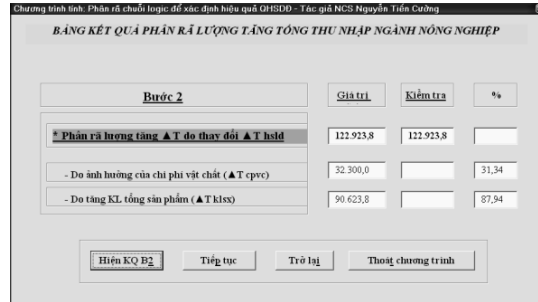 Chương trình tính: Phân rã chuỗi logic để xác định hiệu quả QHSDĐ - Tác giả NCS Nguyễn Tiến Cường
BẢNG KẾT QUẢ PHÂN RÃ LƯỢNG TĂNG TỔNG THU NHẬP NGÀNH NÔNG NGHIỆP
Bước 2 Giá trị Kiểm tra %
* Phân rã lượng tăng ▲T do thay đổi ▲T hsld 122.923,8 122.923,8
- Do ảnh hưởng của chi phí vật chất (▲T cpvc) 32.300,0 31,34
- Do tăng KL tổng sản phẩm (▲T klsx) 90.623,8 87,94
Hiện KQ B2 Tiếp tục Trở lại Thoát chương trình